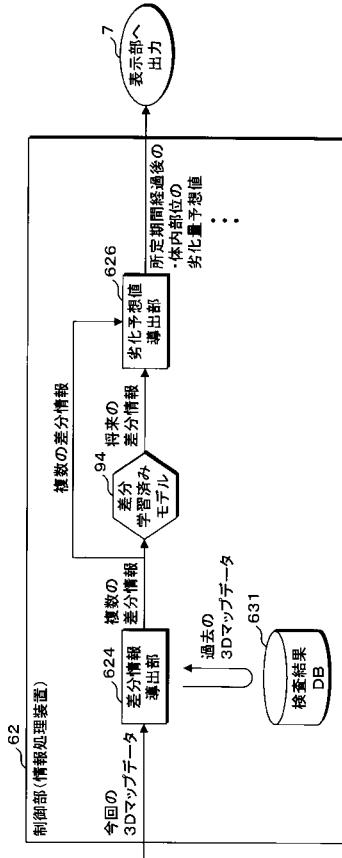 62
制御部(情報処理装置)
今回の
3Dマップデータ
624
差分情報
導出部
過去の
3Dマップデータ
631
検査結果
DB
複数の
差分情報
複数の差分情報
94
差分
学習済み
モデル
将来の
差分情報
626
劣化予想値
導出部
所定期間経過後の
・体内部位の
劣化量予想値
⋮
7
表示部へ
出力